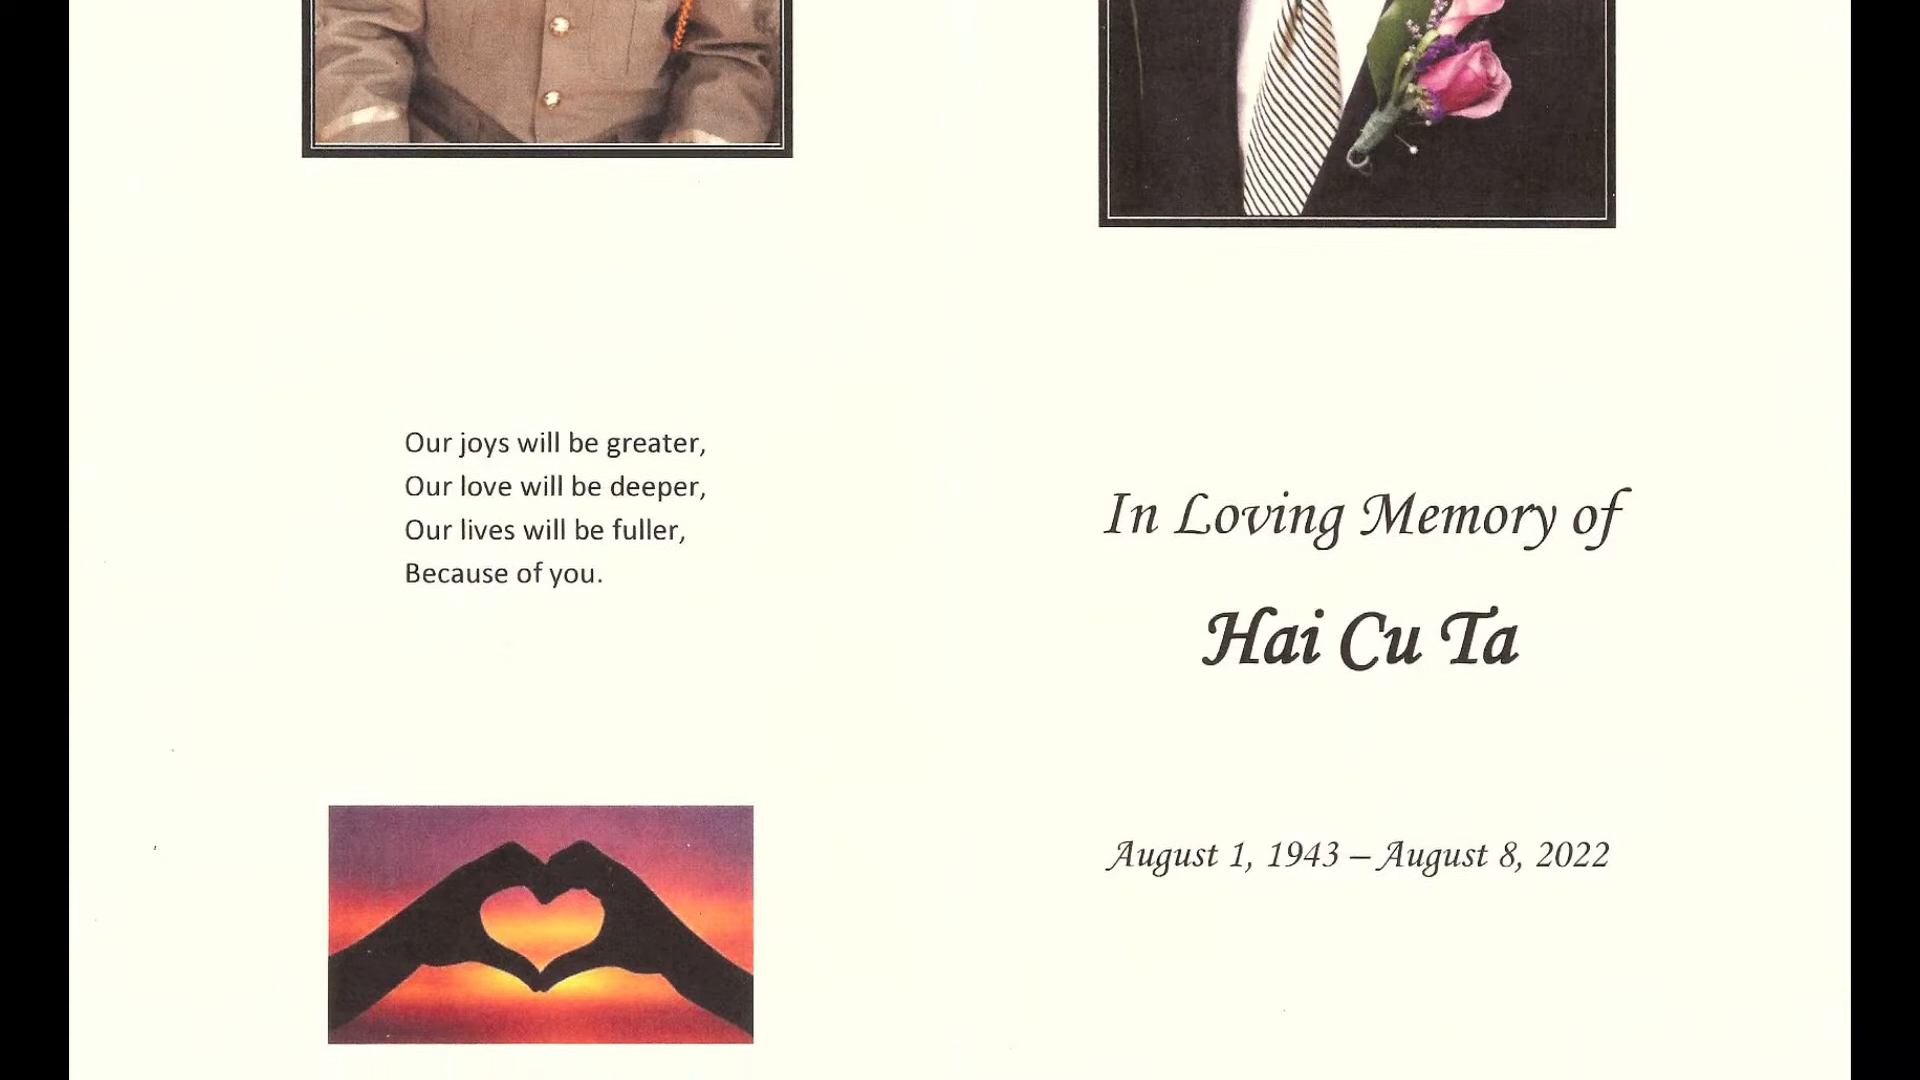 Our joys will be greater,
Our love will be deeper,
Our lives will be fuller,
Because of you.
In Loving Memory of
Hai Cu Ta
August 1, 1943 – August 8, 2022